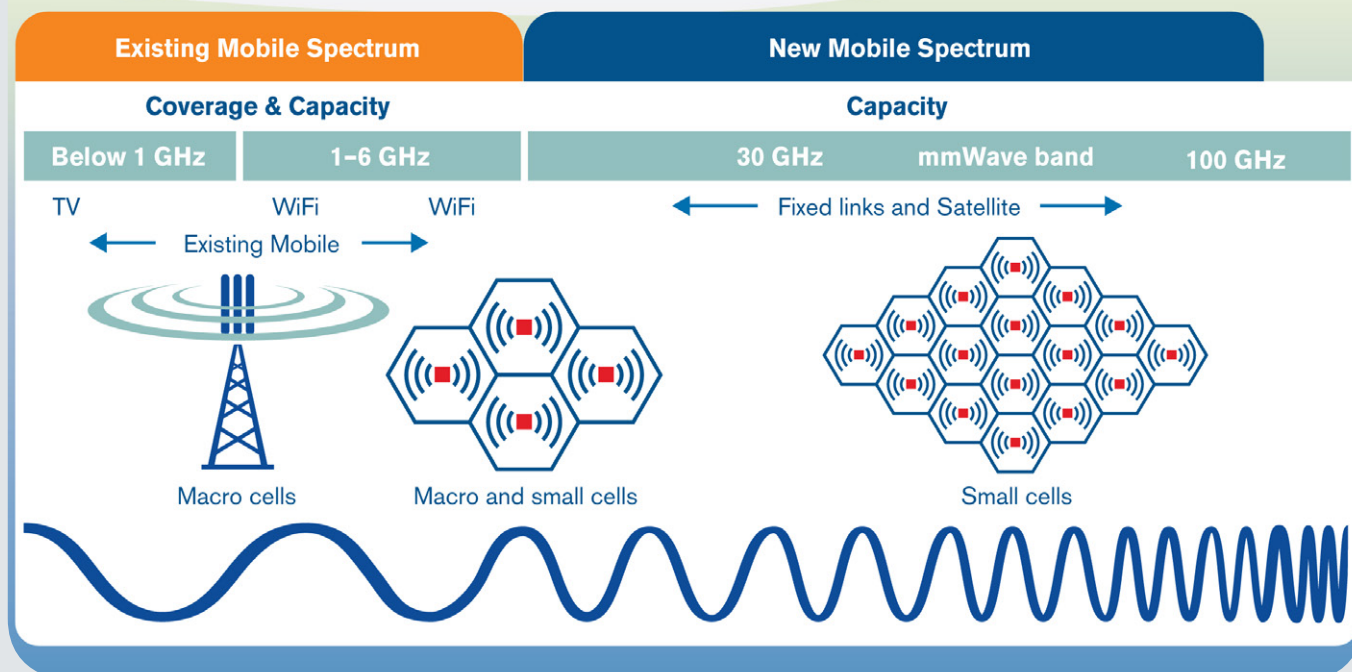 Existing Mobile Spectrum
New Mobile Spectrum
Coverage & Capacity
Capacity
Below 1 GHz
1–6 GHz
30 GHz
mmWave band
100 GHz
TV
WiFi
WiFi
Fixed links and Satellite
Existing Mobile
Macro cells
Macro and small cells
Small cells